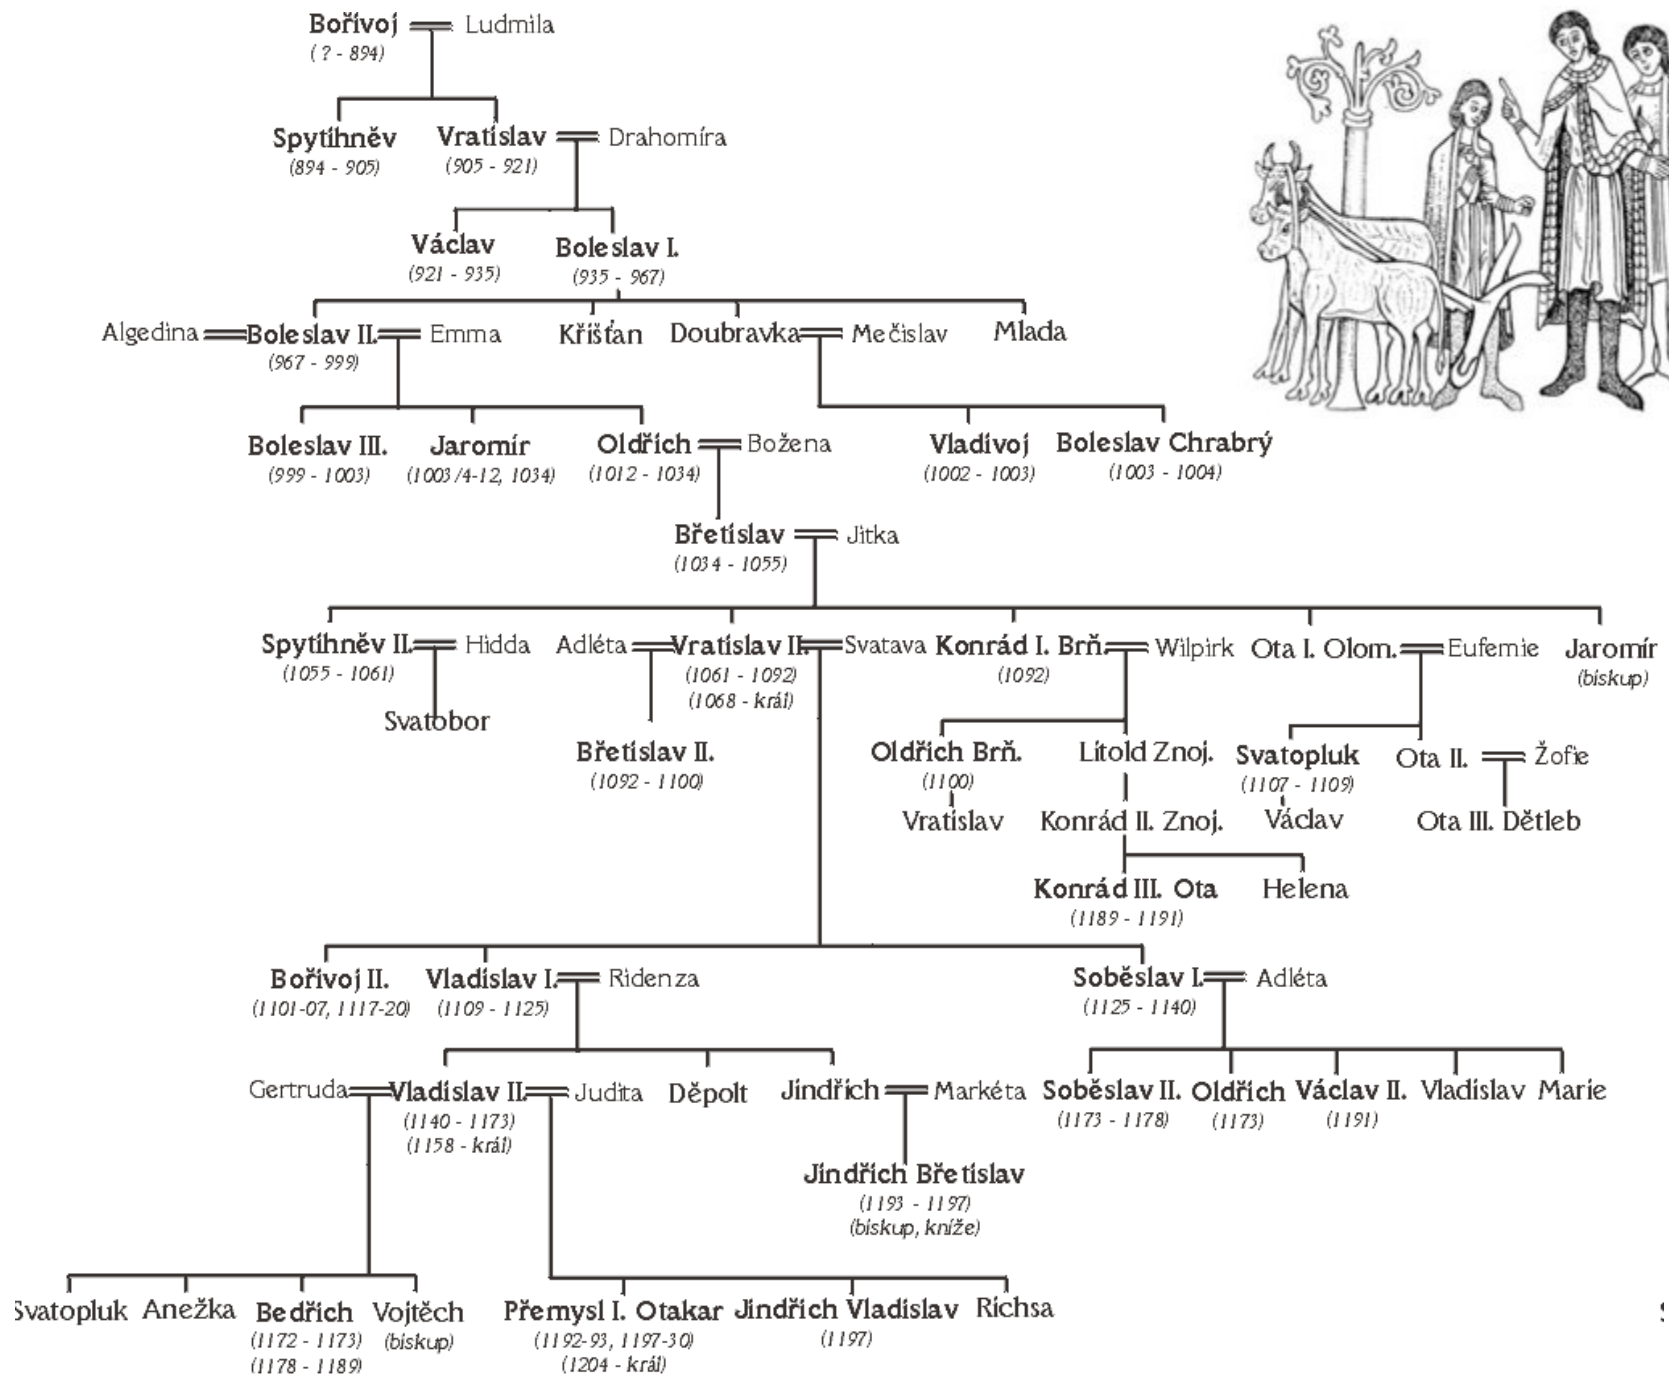 Bořivoj Ludmila
(? - 894)
Spytihněv Vratislav Drahomíra
(894 - 905) (905 - 921)
Václav Boleslav I.
(921 - 935) (935 - 967)
Algedina Boleslav II. Emma Křišťan Doubravka Mečislav Mlada
(967 - 999)
Boleslav III. Jaromír Oldřich Božena Vladivoj Boleslav Chrabrý
(999 - 1003) (1003/4-12, 1034) (1012 - 1034) (1002 - 1003) (1003 - 1004)
Břetislav Jitka
(1034 - 1055)
Spytihněv II. Hidda Adléta Vratislav II. Svatava Konrád I. Brň. Wilpirk Ota I. Olom. Eufemie Jaromír
(1055 - 1061) (1061 - 1092) (1092) (biskup)
(1068 - král)
Svatobor
Břetislav II. Oldřich Brň. Litold Znoj. Svatopluk Ota II. Žofie
(1092 - 1100) (1100) (1107 - 1109)
Vratislav Konrád II. Znoj. Václav Ota III. Dětleb
Konrád III. Ota Helena
(1189 - 1191)
Bořivoj II. Vladislav I. Ridenza Soběslav I. Adléta
(1101-07, 1117-20) (1109 - 1125) (1125 - 1140)
Gertruda Vladislav II. Judita Děpolt Jindřich Markéta Soběslav II. Oldřich Václav II. Vladislav Marie
(1140 - 1173) (1173 - 1178) (1173) (1191)
(1158 - král)
Jindřich Břetislav
(1193 - 1197)
(biskup, kníže)
Svatopluk Anežka Bedřich Vojtěch Přemysl I. Otakar Jindřich Vladislav Richsa
(1172 - 1173) (biskup) (1192-93, 1197-30) (1197)
(1178 - 1189) (1204 - král)